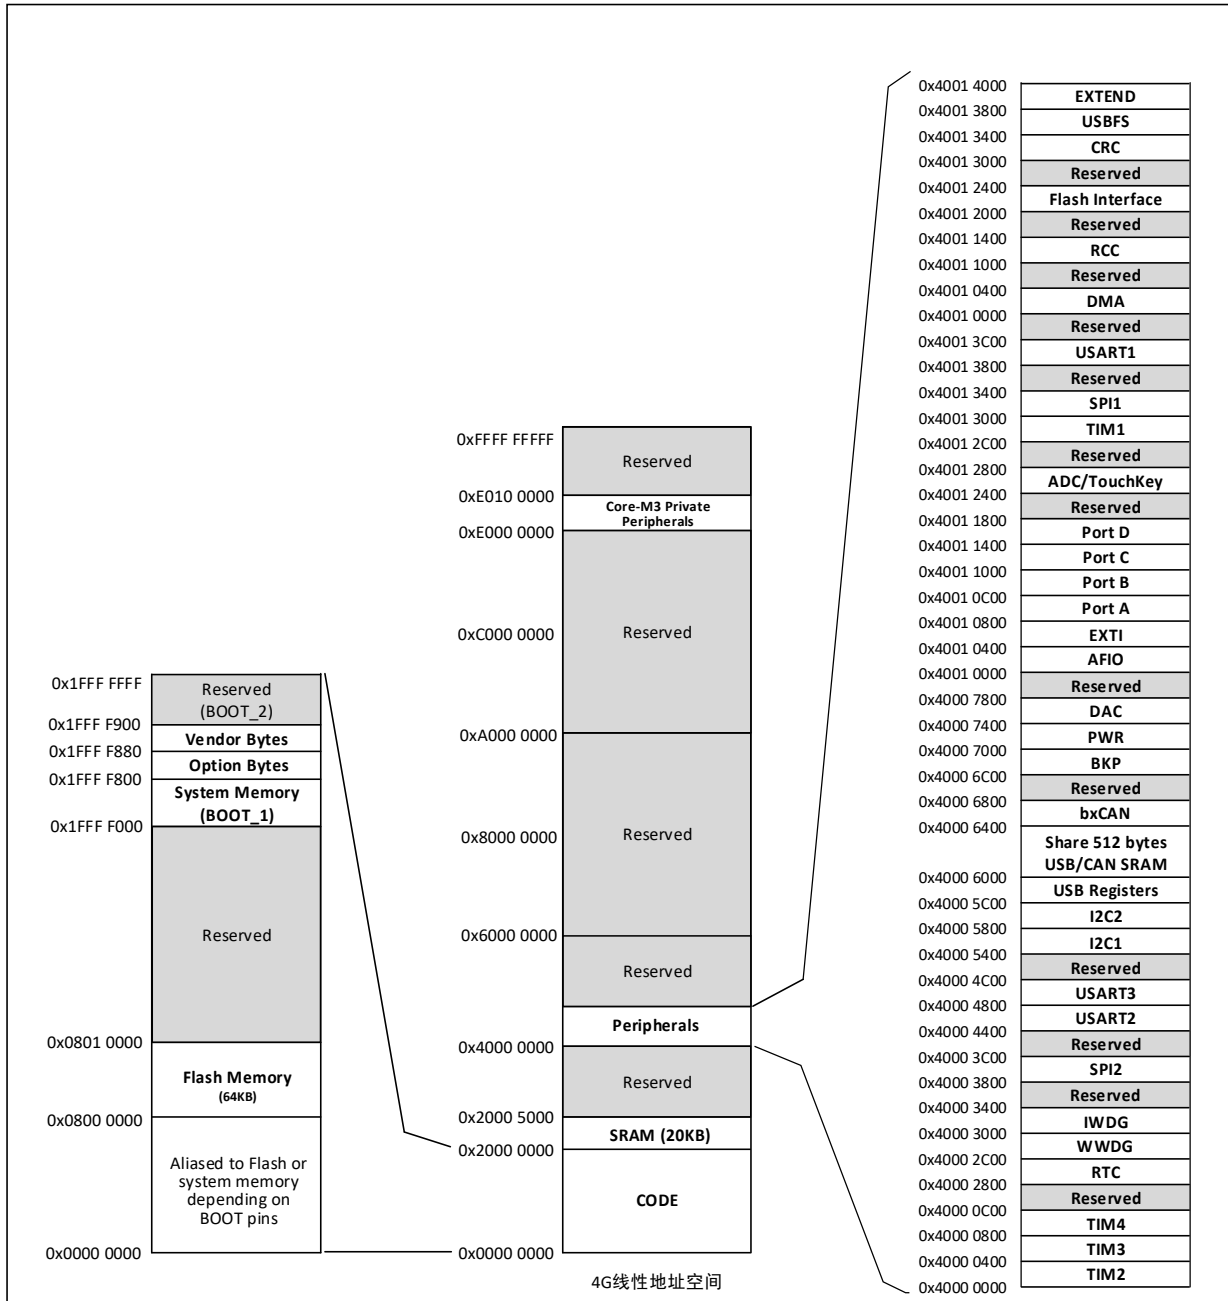 0x1FFF FFFF
Reserved
(BOOT_2)
0x1FFF F900
Vendor Bytes
0x1FFF F880
Option Bytes
0x1FFF F800
System Memory
(BOOT_1)
0x1FFF F000
Reserved
0x0801 0000
Flash Memory
(64KB)
0x0800 0000
Aliased to Flash or
system memory
depending on
BOOT pins
0x0000 0000
0xFFFF FFFFF
Reserved
0xE010 0000
Core-M3 Private
Peripherals
0xE000 0000
Reserved
0xC000 0000
0xA000 0000
Reserved
0x8000 0000
0x6000 0000
Reserved
Peripherals
0x4000 0000
Reserved
0x2000 5000
SRAM (20KB)
0x2000 0000
CODE
0x0000 0000
4G线性地址空间
0x4001 4000
EXTEND
0x4001 3800
USBFS
0x4001 3400
CRC
0x4001 3000
Reserved
0x4001 2400
Flash Interface
0x4001 2000
Reserved
0x4001 1400
RCC
0x4001 1000
Reserved
0x4001 0400
DMA
0x4001 0000
Reserved
0x4001 3C00
USART1
0x4001 3800
Reserved
0x4001 3400
SPI1
0x4001 3000
TIM1
0x4001 2C00
Reserved
0x4001 2800
ADC/TouchKey
0x4001 2400
Reserved
0x4001 1800
Port D
0x4001 1400
Port C
0x4001 1000
Port B
0x4001 0C00
Port A
0x4001 0800
EXTI
0x4001 0400
AFIO
0x4001 0000
Reserved
0x4000 7800
DAC
0x4000 7400
PWR
0x4000 7000
BKP
0x4000 6C00
Reserved
0x4000 6800
bxCAN
0x4000 6400
Share 512 bytes
USB/CAN SRAM
0x4000 6000
USB Registers
0x4000 5C00
I2C2
0x4000 5800
I2C1
0x4000 5400
Reserved
0x4000 4C00
USART3
0x4000 4800
USART2
0x4000 4400
Reserved
0x4000 3C00
SPI2
0x4000 3800
Reserved
0x4000 3400
IWDG
0x4000 3000
WWDG
0x4000 2C00
RTC
0x4000 2800
Reserved
0x4000 0C00
TIM4
0x4000 0800
TIM3
0x4000 0400
TIM2
0x4000 0000